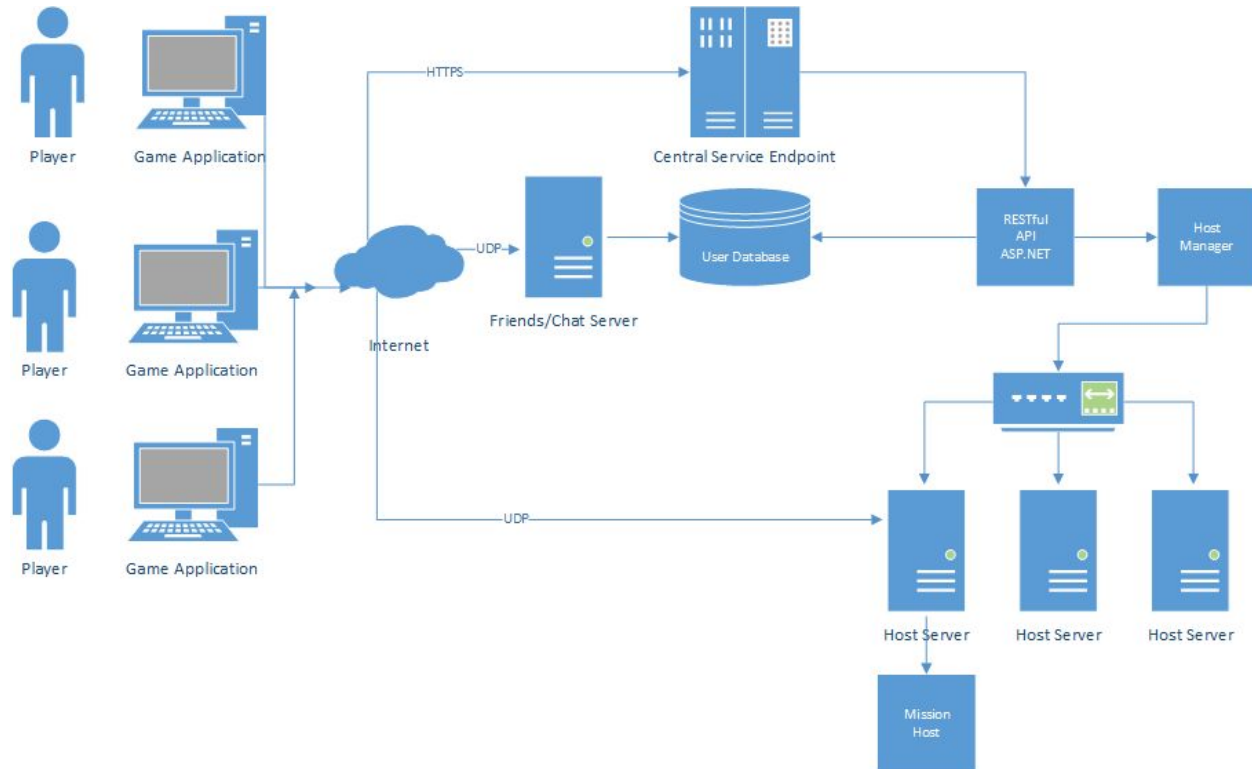 Player
Game Application
HTTPS
Central Service Endpoint
Player
Game Application
Internet
UDP
Friends/Chat Server
User Database
RESTful
API
ASP.NET
Host
Manager
Player
Game Application
UDP
Host Server
Host Server
Host Server
Mission
Host